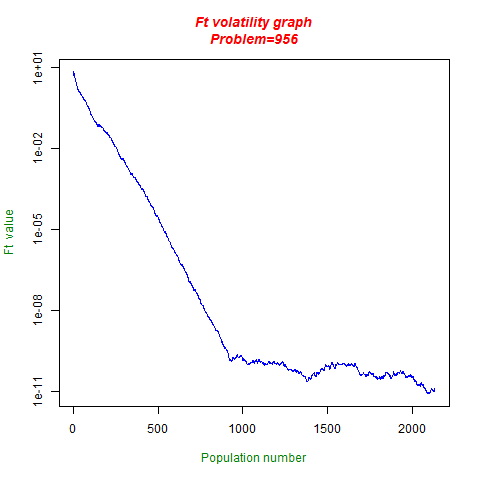 Ft volatility graph
Problem=956
1e+01
1e-02
1e-05
1e-08
1e-11
Ft value
0
500
1000
1500
2000
Population number